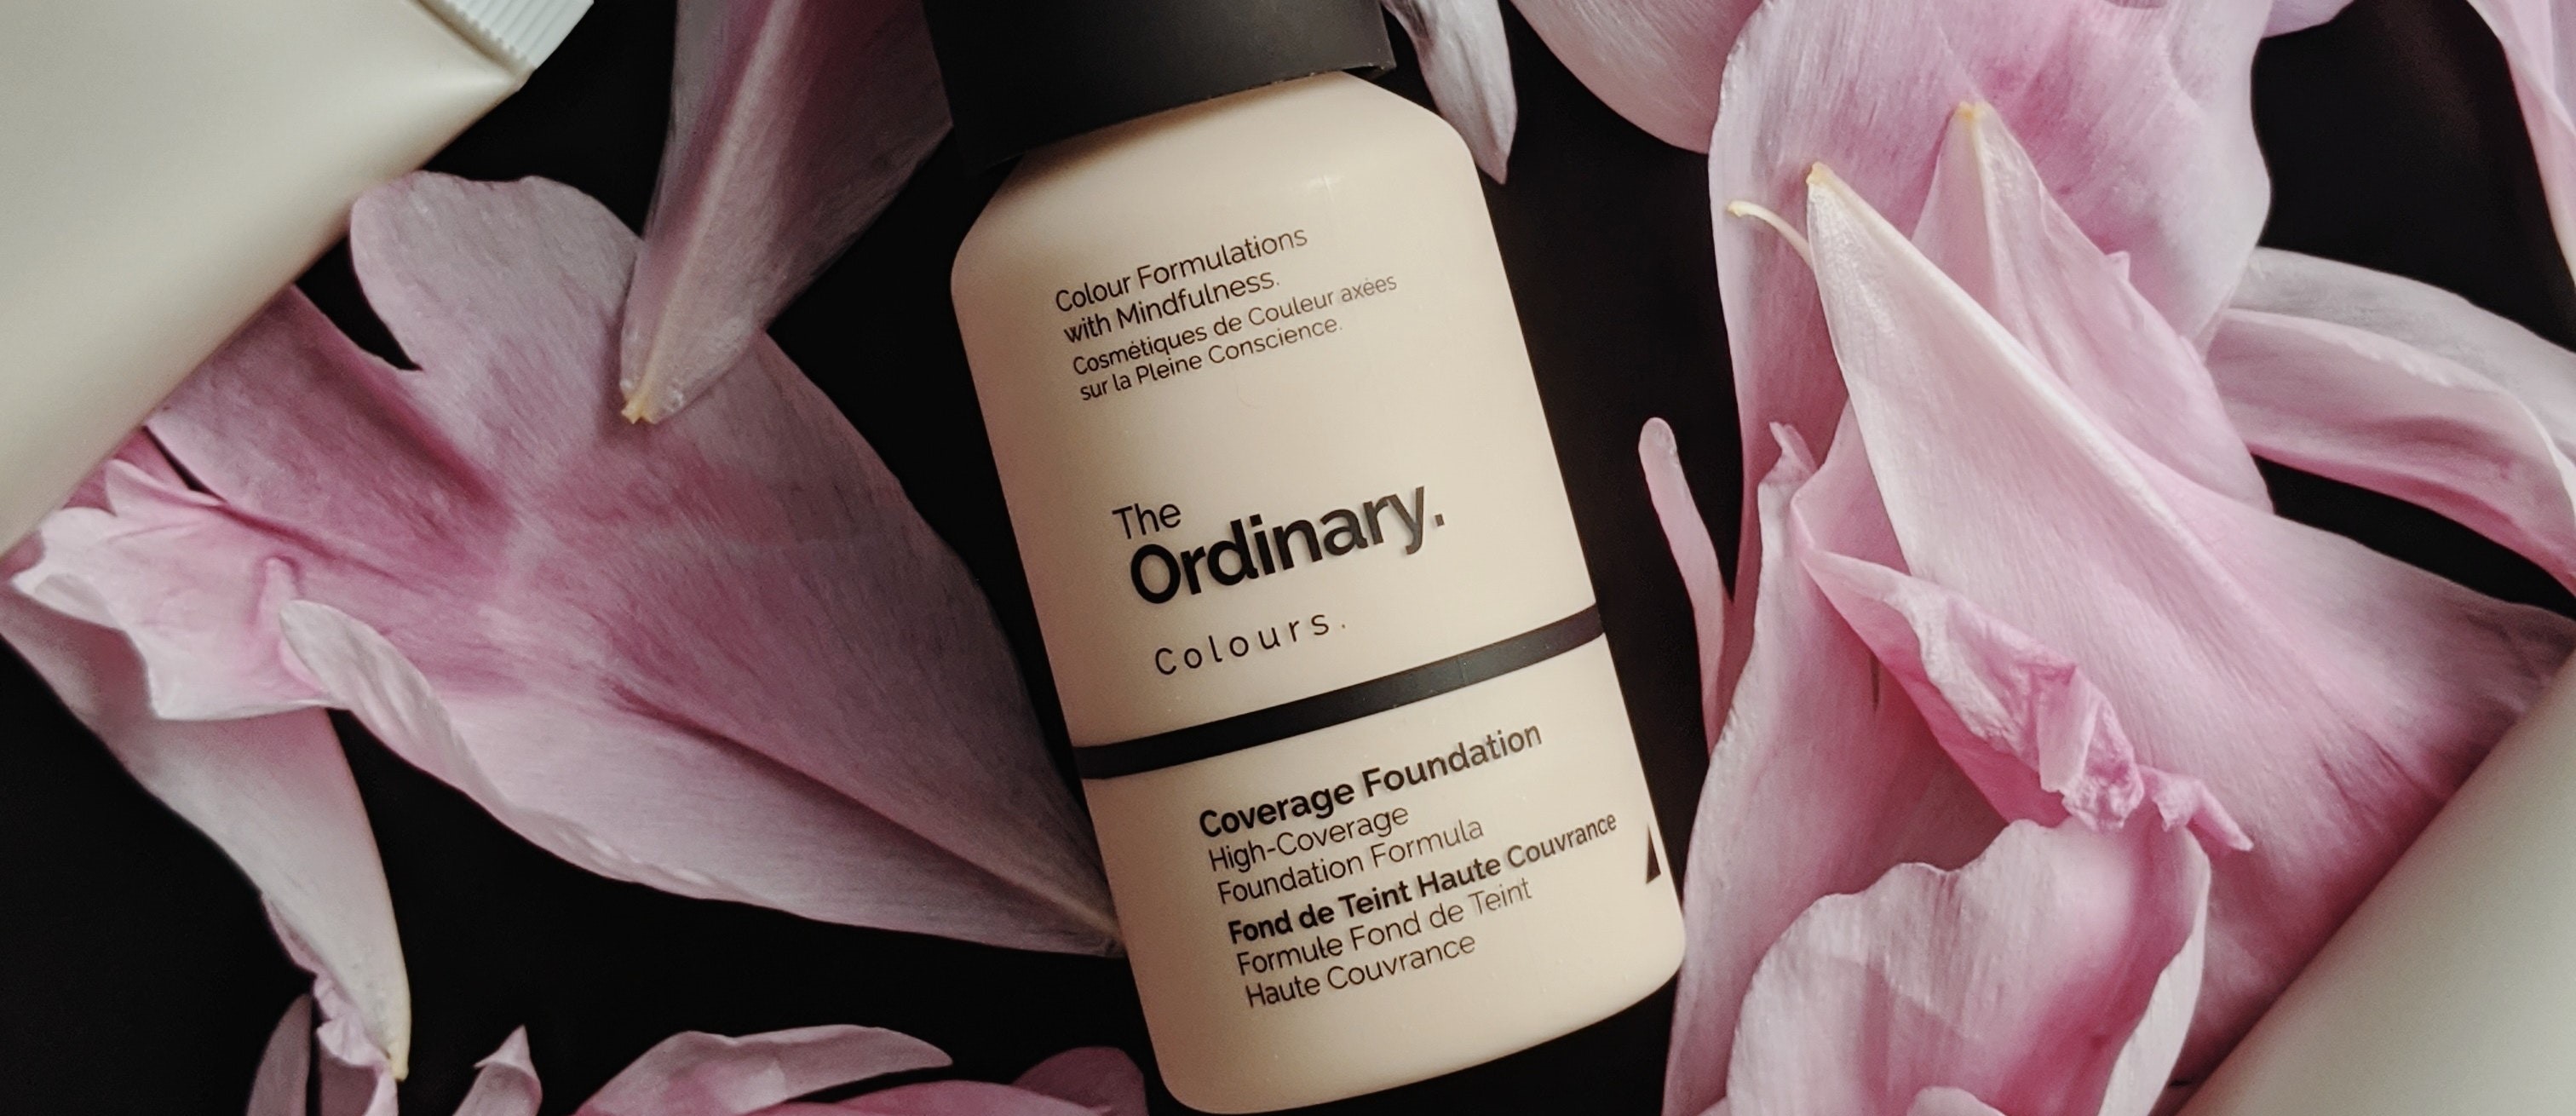 Colour Formulations
with Mindfulness.
Cosmétiques de Couleur axées
sur la Pleine Conscience.
The
Ordinary.
Colours.
Coverage Foundation
High-Coverage
Foundation Formula
Fond de Teint Haute Couvrance
Formule Fond de Teint
Haute Couvrance